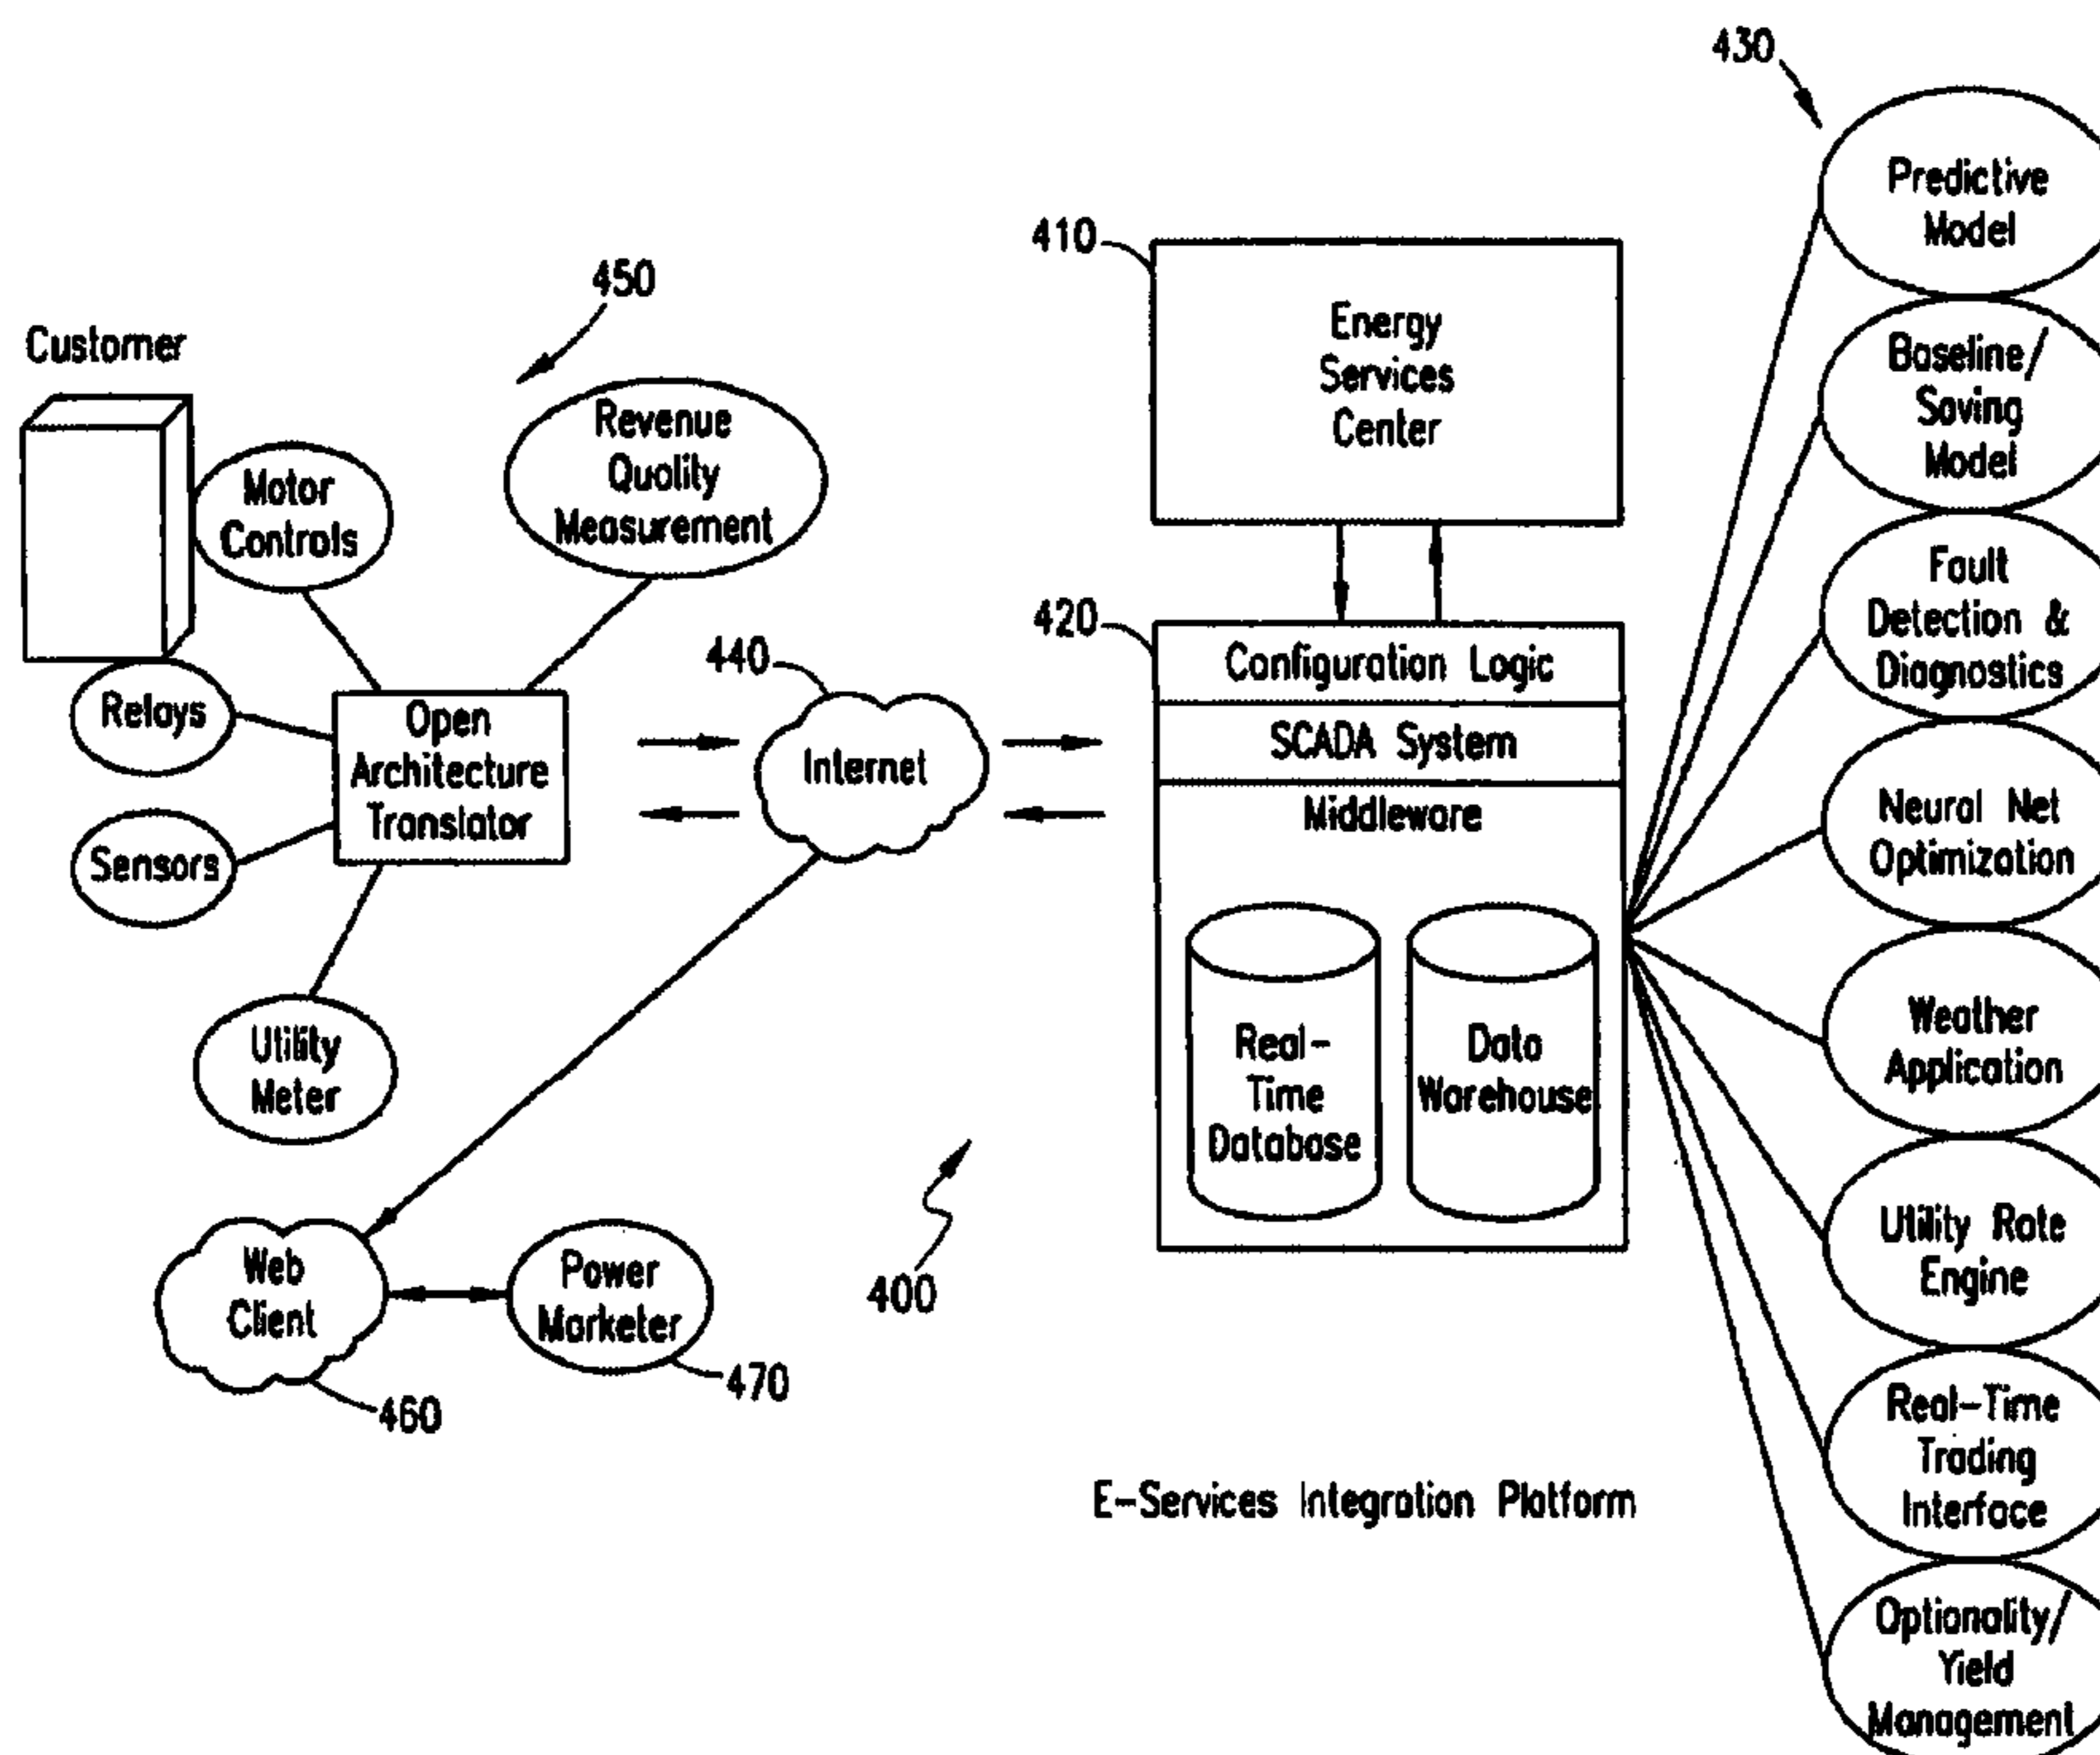 430
Predictive
Model
410
Energy
Services
Center
450
Customer
Baseline/
Saving
Model
Revenue
Quality
Measurement
Motor
Controls
Fault
Detection &
Diagnostics
420
Configuration Logic
440
Relays
Open
Architecture
Translator
Internet
SCADA System
Middleware
Neural Net
Optimization
Sensors
Utility
Meter
Real-
Time
Database
Data
Warehouse
Weather
Application
Utility Rate
Engine
Web
Client
Power
Marketer
400
470
460
Real-Time
Trading
Interface
E-Services Integration Platform
Optionality/
Yield
Management